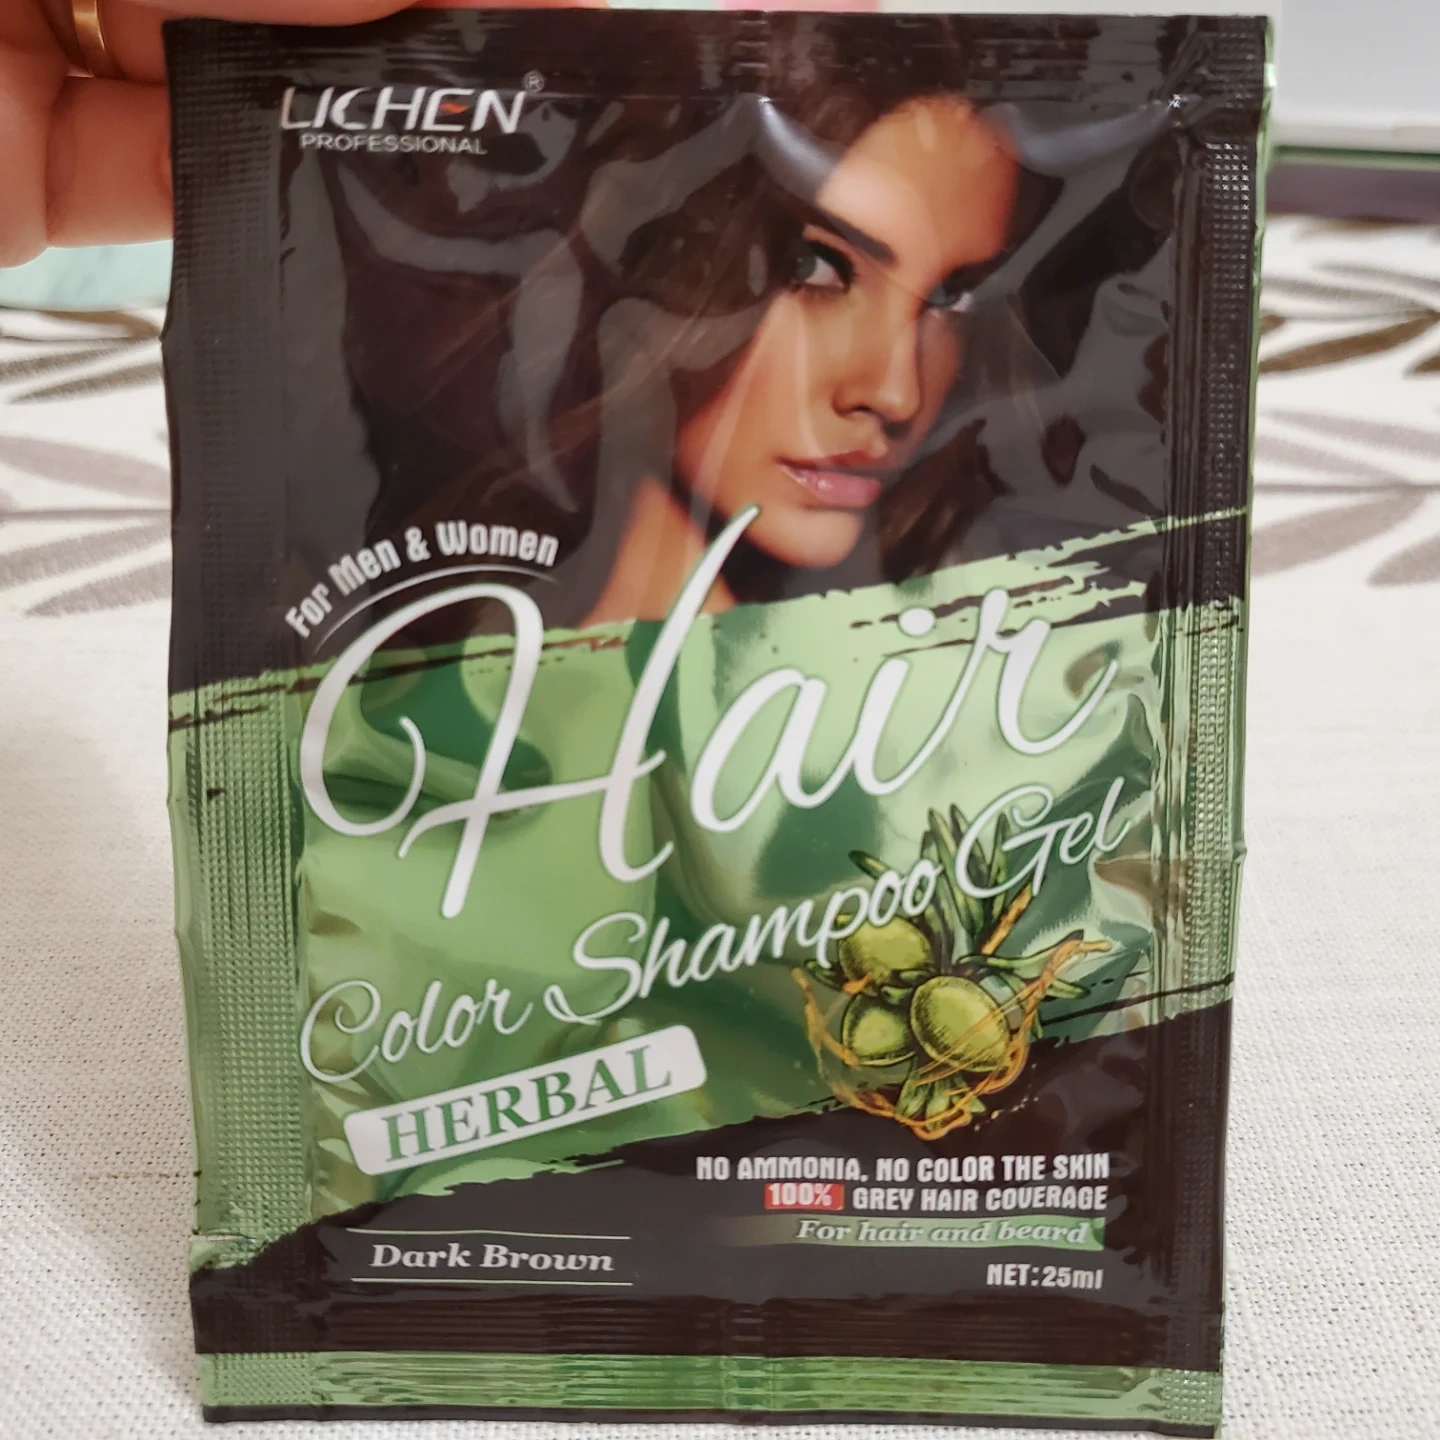 LICHEN®
PROFESSIONAL
For Men & Women
Hair
Color Shampoo Gel
HERBAL
NO AMMONIA. NO COLOR THE SKIN
100% GREY HAIR COVERAGE
For hair and beard
Dark Brown
NET:25ml